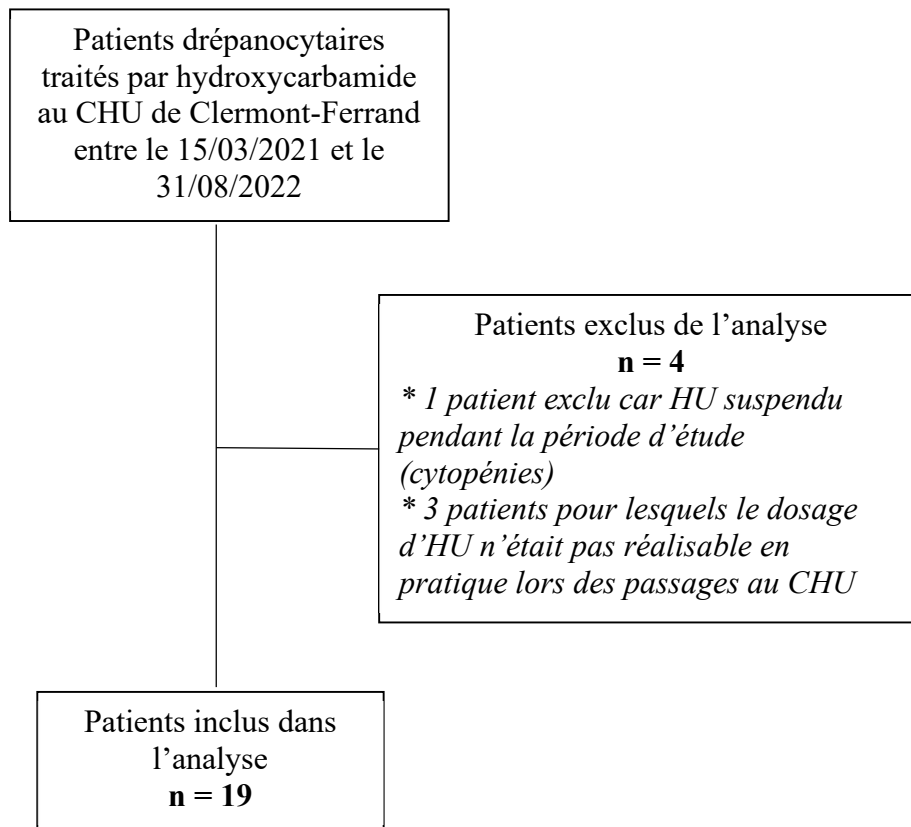 Patients drépanocytaires
traités par hydroxycarbamide
au CHU de Clermont-Ferrand
entre le 15/03/2021 et le
31/08/2022
Patients exclus de l’analyse
n = 4
* 1 patient exclu car HU suspendu
pendant la période d’étude
(cytopénies)
* 3 patients pour lesquels le dosage
d’HU n’était pas réalisable en
pratique lors des passages au CHU
Patients inclus dans
l’analyse
n = 19